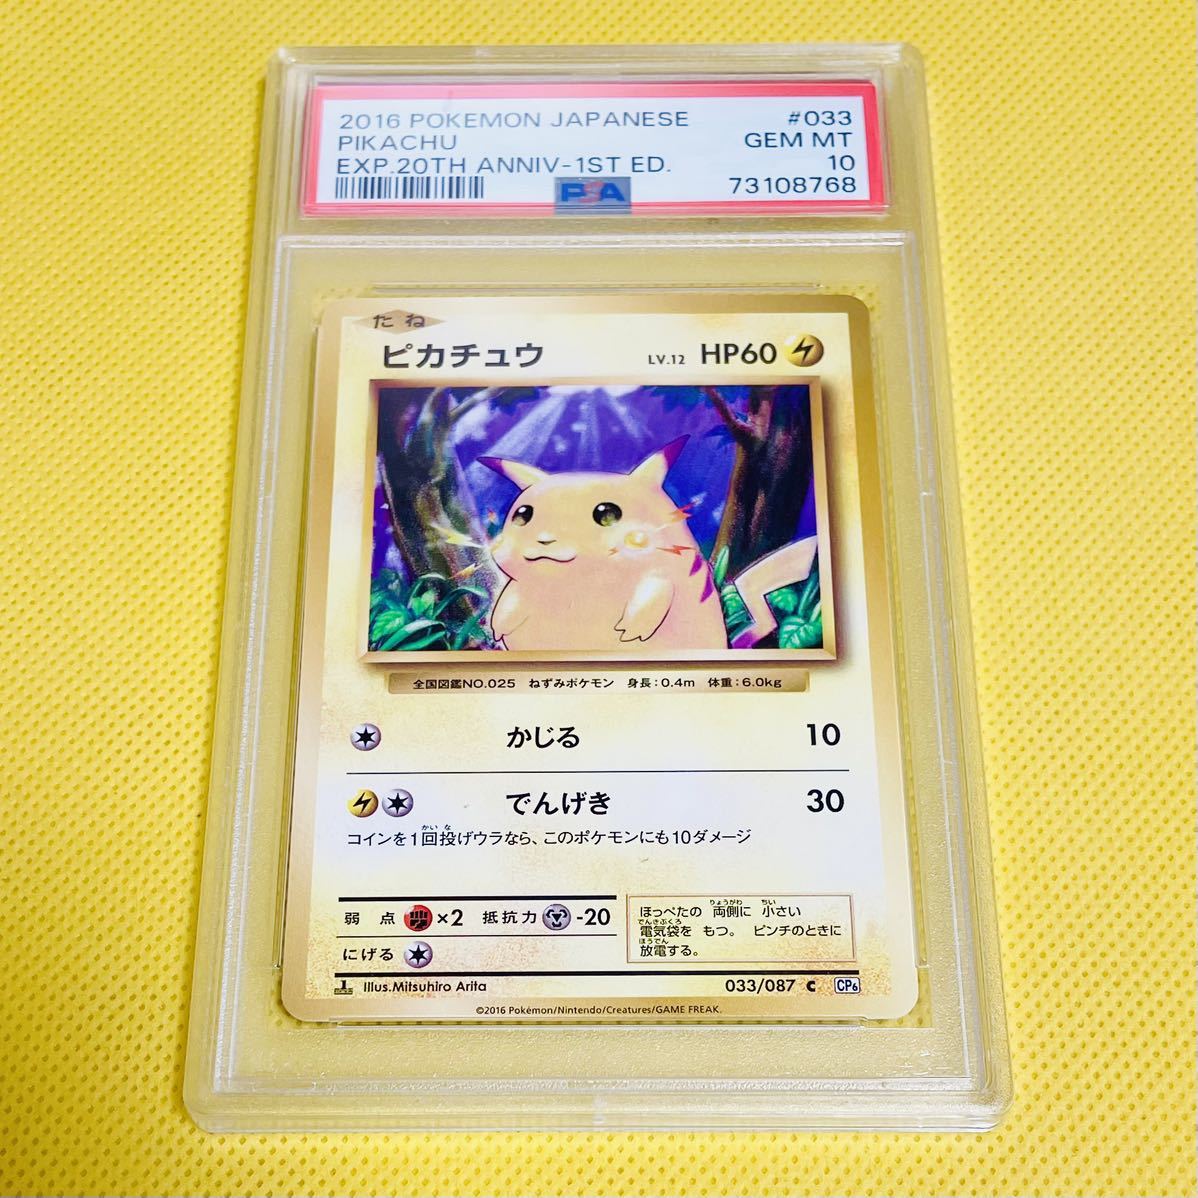 2016 POKEMON JAPANESE #033
PIKACHU GEM MT
EXP.20TH ANNIV-1ST ED. 10
PSA 73108768
たね
ピカチュウ LV.12 HP60
全国図鑑NO.025 ねずみポケモン 身長:0.4m 体重:6.0kg
かじる 10
でんげき 30
コインを1回投げウラなら、このポケモンにも10ダメージ
弱点 ×2 抵抗力 -20
にげる
ほっぺたの 両側に 小さい
電気袋を もつ。 ピンチのときに
放電する。
1 Illus.Mitsuhiro Arita 033/087 C CP6
©2016 Pokémon/Nintendo/Creatures/GAME FREAK.